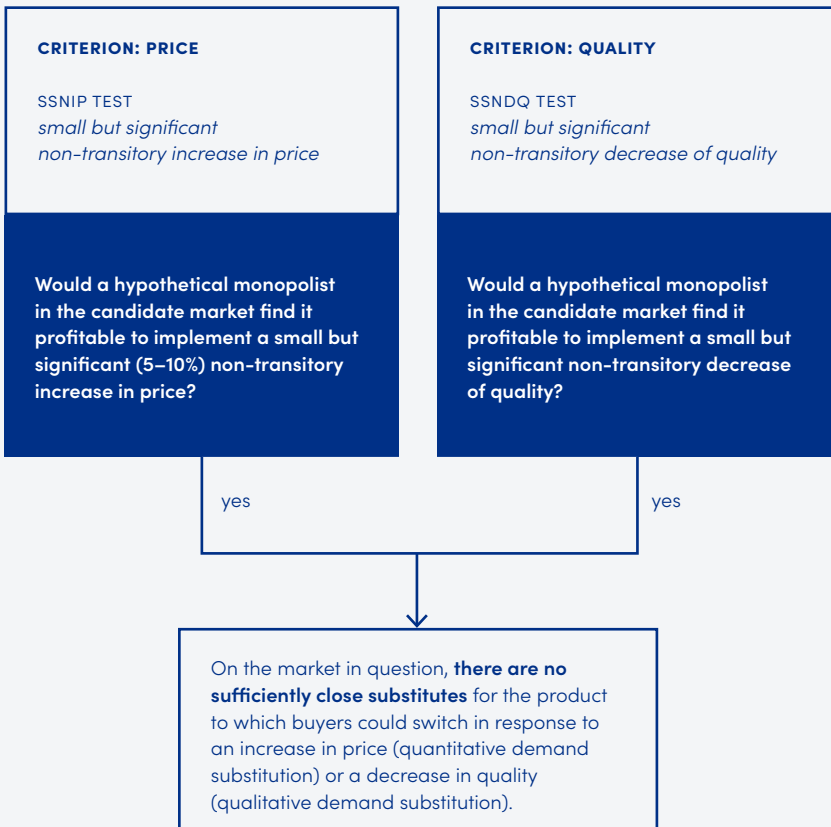 CRITERION: PRICE
SSNIP TEST
small but significant
non-transitory increase in price
Would a hypothetical monopolist
in the candidate market find it
profitable to implement a small but
significant (5–10%) non-transitory
increase in price?
CRITERION: QUALITY
SSNDQ TEST
small but significant
non-transitory decrease of quality
Would a hypothetical monopolist
in the candidate market find it
profitable to implement a small but
significant non-transitory decrease
of quality?
yes
yes
On the market in question, there are no
sufficiently close substitutes for the product
to which buyers could switch in response to
an increase in price (quantitative demand
substitution) or a decrease in quality
(qualitative demand substitution).